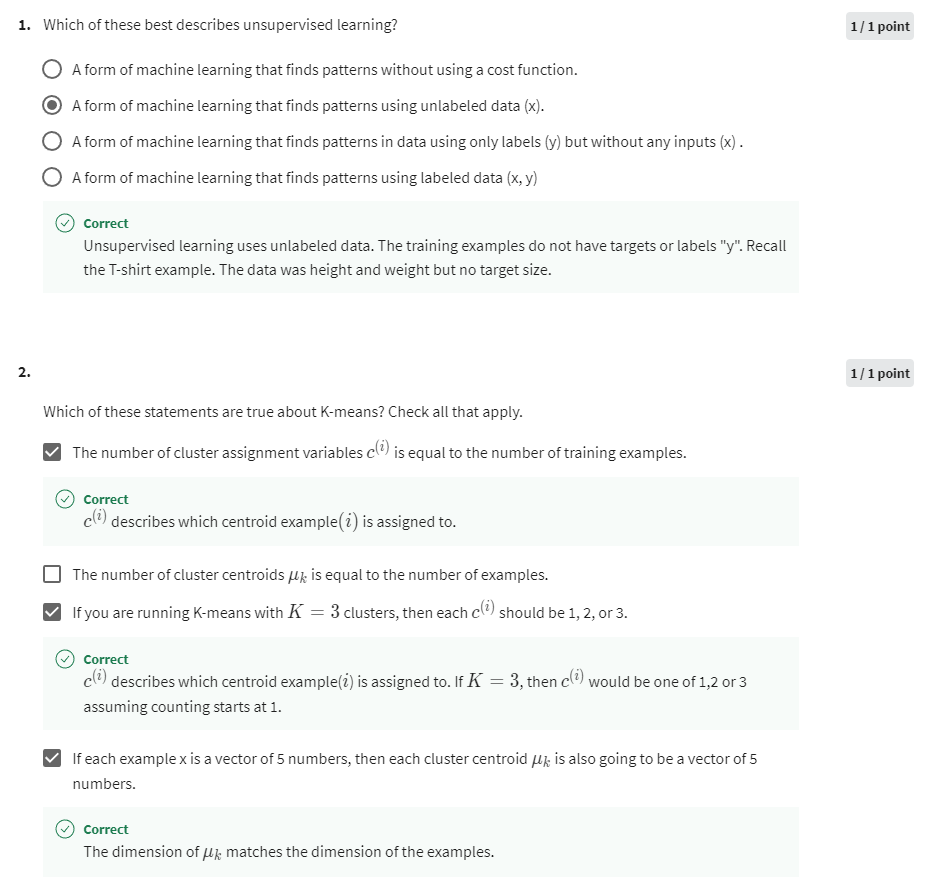 1. Which of these best describes unsupervised learning?
1 / 1 point
A form of machine learning that finds patterns without using a cost function.
A form of machine learning that finds patterns using unlabeled data (x).
A form of machine learning that finds patterns in data using only labels (y) but without any inputs (x) .
A form of machine learning that finds patterns using labeled data (x, y)
Correct
Unsupervised learning uses unlabeled data. The training examples do not have targets or labels "y". Recall
the T-shirt example. The data was height and weight but no target size.
2.
1 / 1 point
Which of these statements are true about K-means? Check all that apply.
The number of cluster assignment variables c^(i) is equal to the number of training examples.
Correct
c^(i) describes which centroid example(i) is assigned to.
The number of cluster centroids μ_k is equal to the number of examples.
If you are running K-means with K = 3 clusters, then each c^(i) should be 1, 2, or 3.
Correct
c^(i) describes which centroid example(i) is assigned to. If K = 3, then c^(i) would be one of 1,2 or 3
assuming counting starts at 1.
If each example x is a vector of 5 numbers, then each cluster centroid μ_k is also going to be a vector of 5
numbers.
Correct
The dimension of μ_k matches the dimension of the examples.